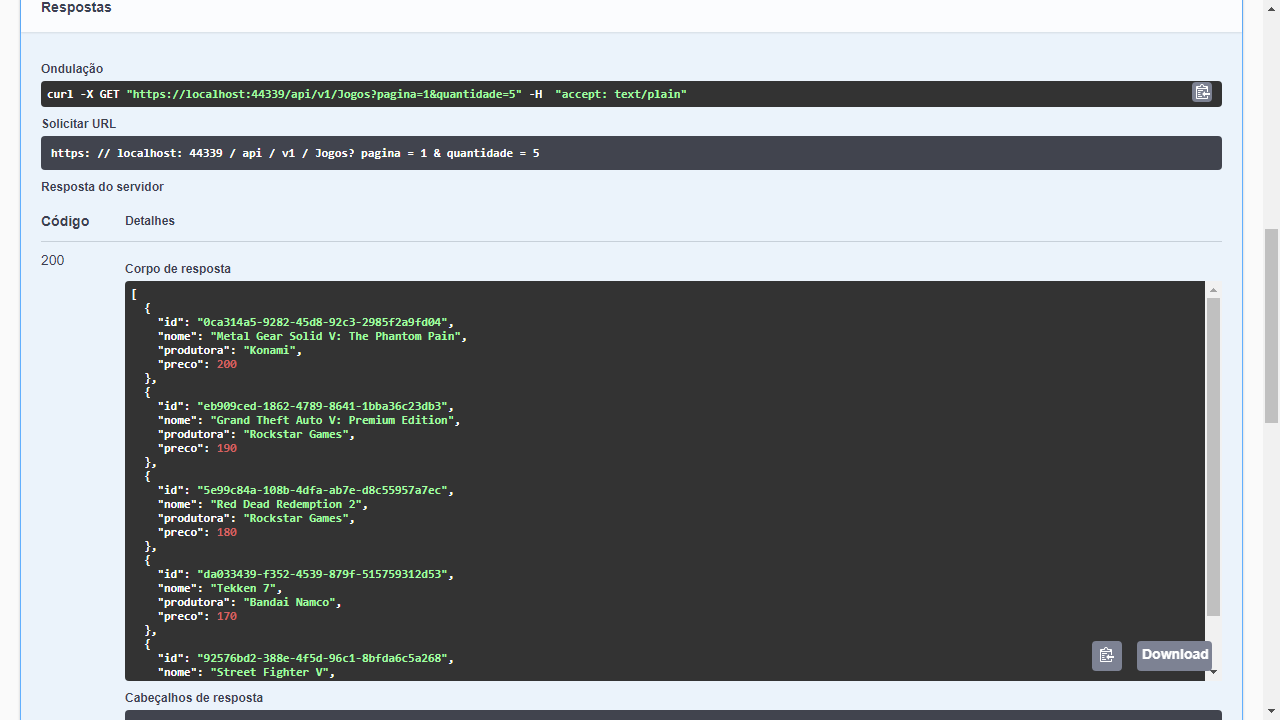 Respostas
Ondulação
curl -X GET "https://localhost:44339/api/v1/Jogos?pagina=1&quantidade=5" -H  "accept: text/plain"
Solicitar URL
https: // localhost: 44339 / api / v1 / Jogos? pagina = 1 & quantidade = 5
Resposta do servidor
Código Detalhes
200
Corpo de resposta
[
  {
    "id": "0ca314a5-9282-45d8-92c3-2985f2a9fd04",
    "nome": "Metal Gear Solid V: The Phantom Pain",
    "produtora": "Konami",
    "preco": 200
  },
  {
    "id": "eb909ced-1862-4789-8641-1bba36c23db3",
    "nome": "Grand Theft Auto V: Premium Edition",
    "produtora": "Rockstar Games",
    "preco": 190
  },
  {
    "id": "5e99c84a-108b-4dfa-ab7e-d8c55957a7ec",
    "nome": "Red Dead Redemption 2",
    "produtora": "Rockstar Games",
    "preco": 180
  },
  {
    "id": "da033439-f352-4539-879f-515759312d53",
    "nome": "Tekken 7",
    "produtora": "Bandai Namco",
    "preco": 170
  },
  {
    "id": "92576bd2-388e-4f5d-96c1-8bfda6c5a268",
    "nome": "Street Fighter V",
Download
Cabeçalhos de resposta